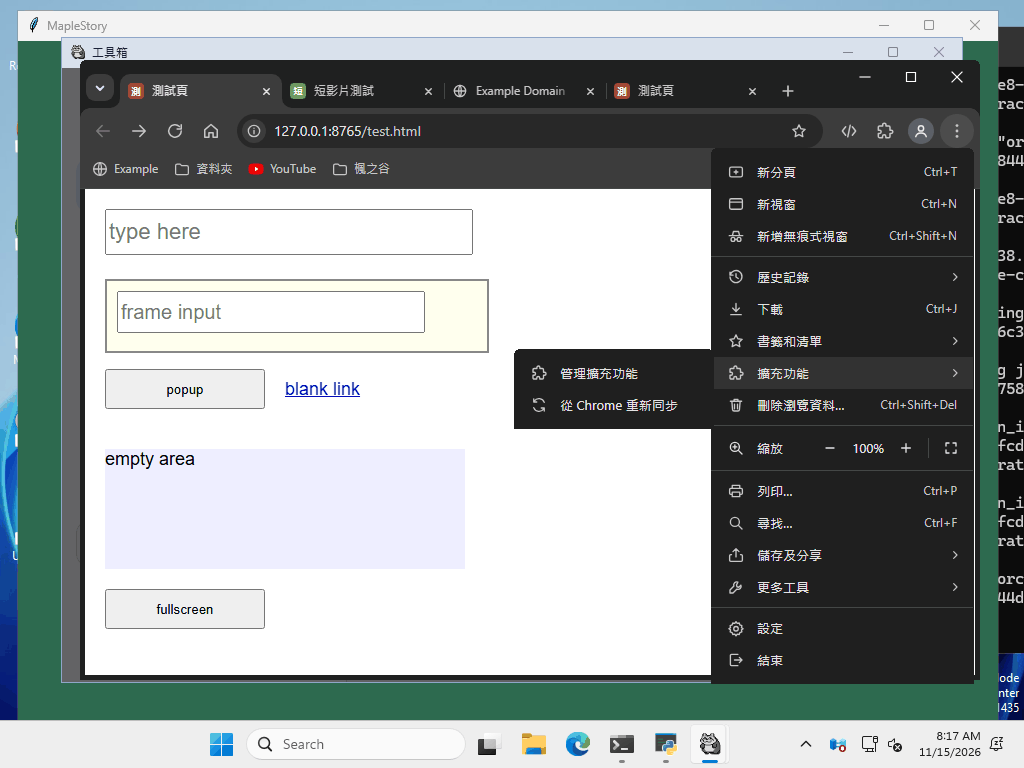 MapleStory
工具箱
測試頁
短影片測試
Example Domain
測試頁
127.0.0.1:8765/test.html
Example
資料夾
YouTube
楓之谷
type here
frame input
popup
blank link
empty area
fullscreen
新分頁 Ctrl+T
新視窗 Ctrl+N
新增無痕式視窗 Ctrl+Shift+N
歷史記錄
下載 Ctrl+J
書籤和清單
擴充功能
管理擴充功能
從 Chrome 重新同步
刪除瀏覽資料... Ctrl+Shift+Del
縮放 − 100% +
列印... Ctrl+P
尋找... Ctrl+F
儲存及分享
更多工具
設定
結束
Search
8:17 AM
11/15/2026